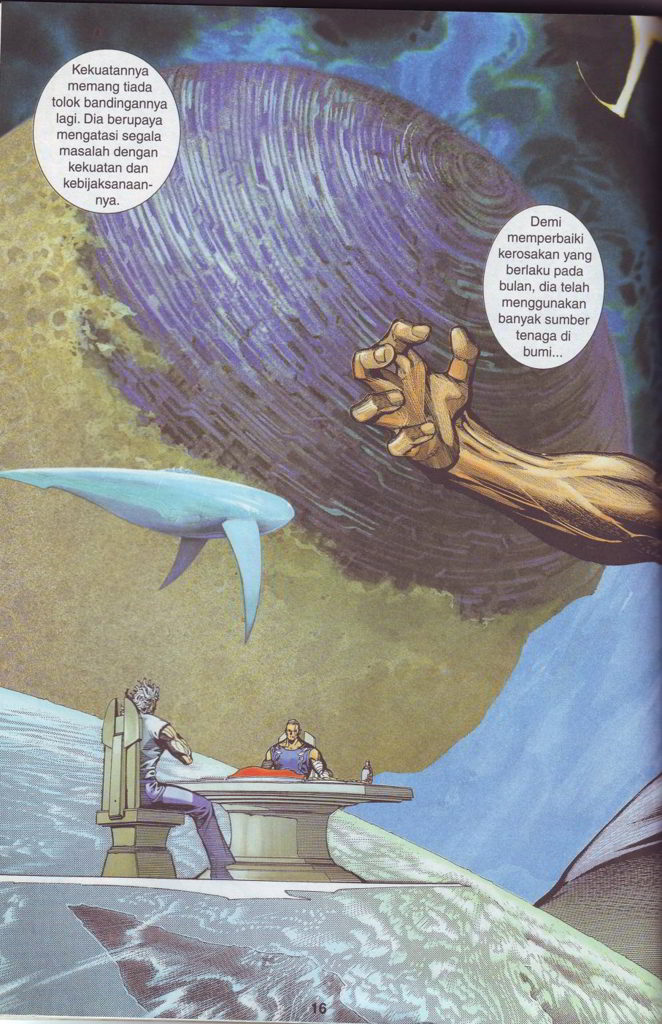 Kekuatannya
memang tiada
tolok bandingannya
lagi. Dia berupaya
mengatasi segala
masalah dengan
kekuatan dan
kebijaksanaan-
nya.
Demi
memperbaiki
kerosakan yang
berlaku pada
bulan, dia telah
menggunakan
banyak sumber
tenaga di
bumi...
16